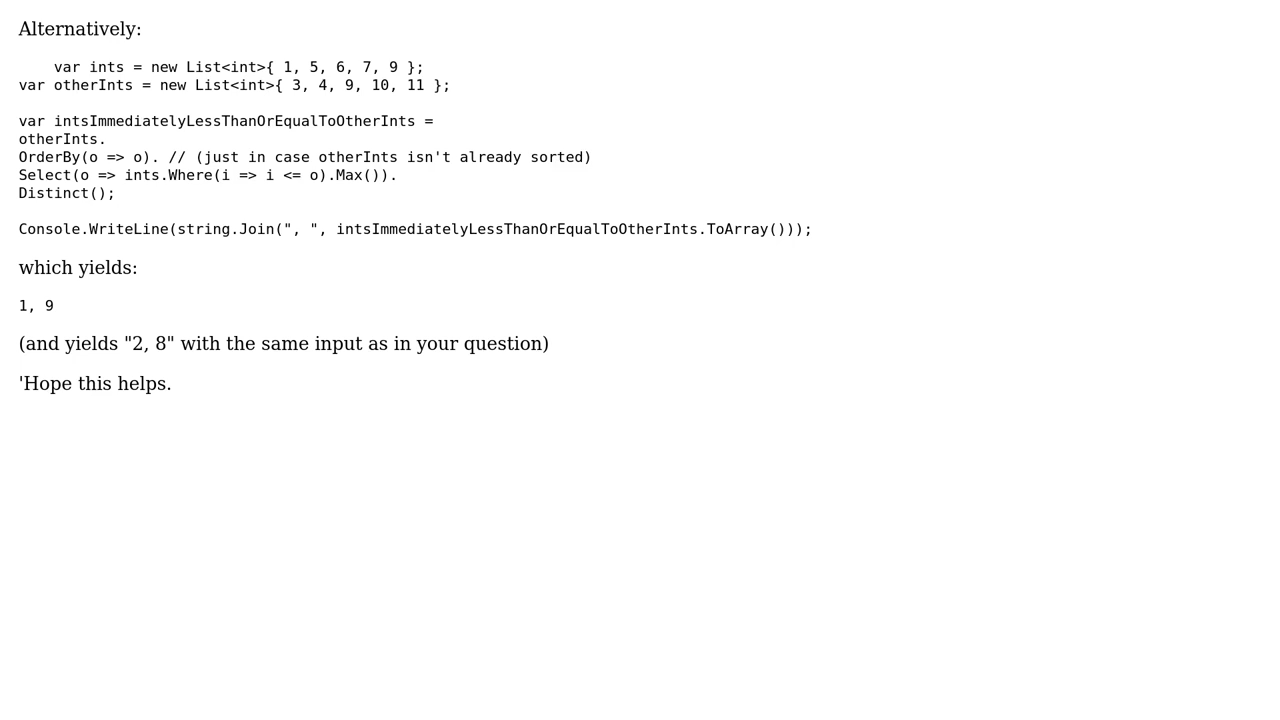 Alternatively:
    var ints = new List<int>{ 1, 5, 6, 7, 9 };
var otherInts = new List<int>{ 3, 4, 9, 10, 11 };
var intsImmediatelyLessThanOrEqualToOtherInts =
otherInts.
OrderBy(o => o). // (just in case otherInts isn't already sorted)
Select(o => ints.Where(i => i <= o).Max()).
Distinct();
Console.WriteLine(string.Join(", ", intsImmediatelyLessThanOrEqualToOtherInts.ToArray()));
which yields:
1, 9
(and yields "2, 8" with the same input as in your question)
'Hope this helps.